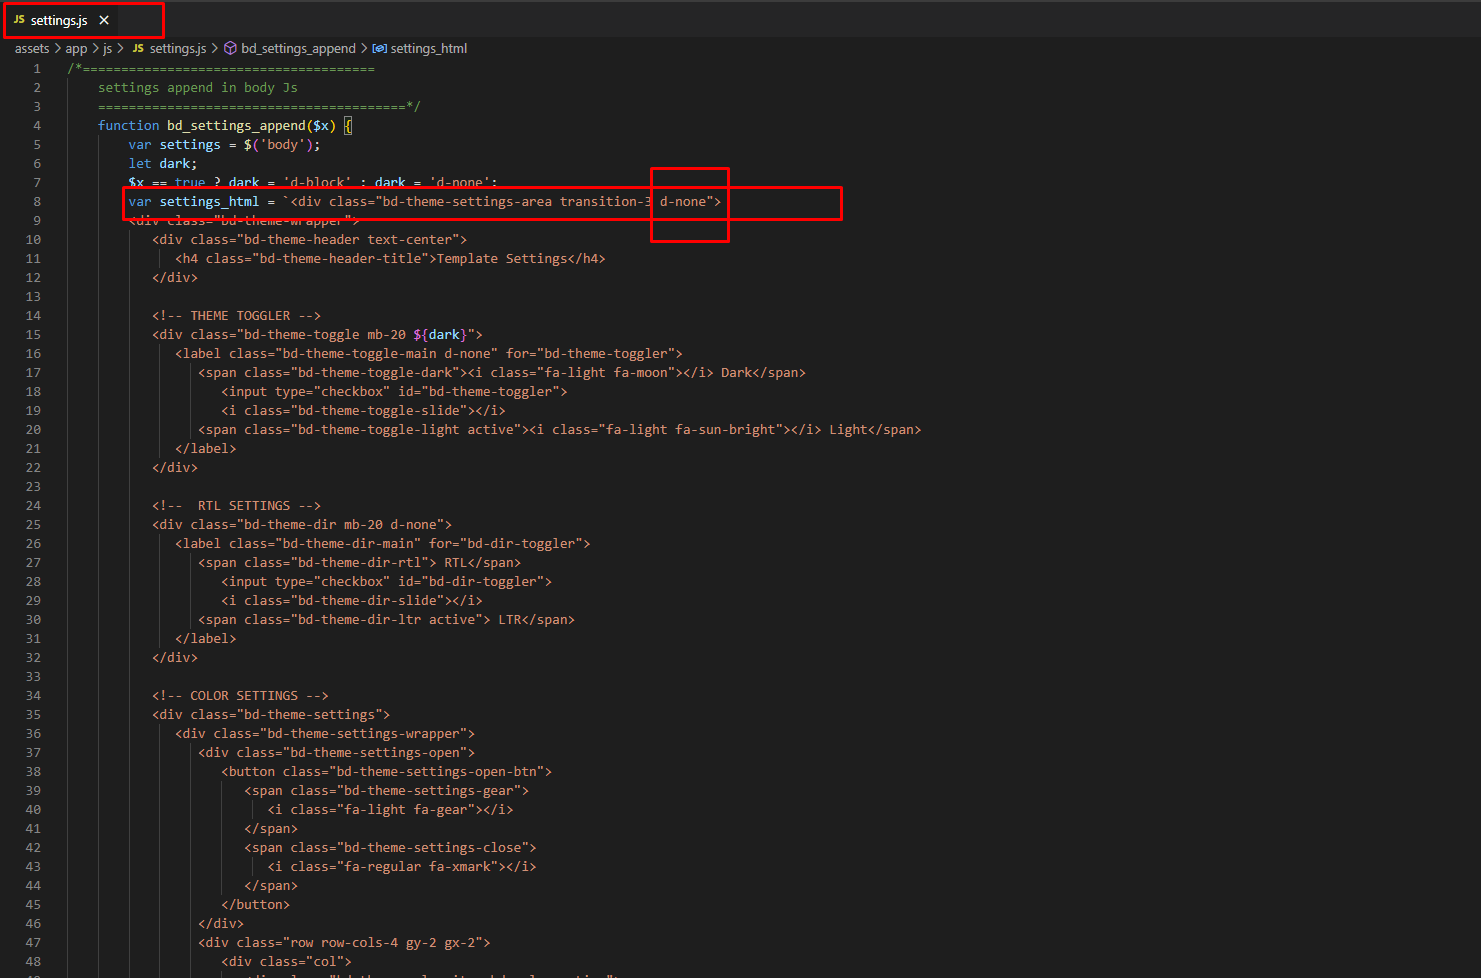 JS settings.js ×
assets > app > js > JS settings.js > bd_settings_append > settings_html
1 /*======================================
2 settings append in body Js
3 ========================================*/
4 function bd_settings_append($x) {
5 var settings = $('body');
6 let dark;
7 $x == true ? dark = 'd-block' : dark = 'd-none';
8 var settings_html = `<div class="bd-theme-settings-area transition-3 d-none">
9 <div class="bd-theme-wrapper">
10 <div class="bd-theme-header text-center">
11 <h4 class="bd-theme-header-title">Template Settings</h4>
12 </div>
13
14 <!-- THEME TOGGLER -->
15 <div class="bd-theme-toggle mb-20 ${dark}">
16 <label class="bd-theme-toggle-main d-none" for="bd-theme-toggler">
17 <span class="bd-theme-toggle-dark"><i class="fa-light fa-moon"></i> Dark</span>
18 <input type="checkbox" id="bd-theme-toggler">
19 <i class="bd-theme-toggle-slide"></i>
20 <span class="bd-theme-toggle-light active"><i class="fa-light fa-sun-bright"></i> Light</span>
21 </label>
22 </div>
23
24 <!--  RTL SETTINGS -->
25 <div class="bd-theme-dir mb-20 d-none">
26 <label class="bd-theme-dir-main" for="bd-dir-toggler">
27 <span class="bd-theme-dir-rtl"> RTL</span>
28 <input type="checkbox" id="bd-dir-toggler">
29 <i class="bd-theme-dir-slide"></i>
30 <span class="bd-theme-dir-ltr active"> LTR</span>
31 </label>
32 </div>
33
34 <!-- COLOR SETTINGS -->
35 <div class="bd-theme-settings">
36 <div class="bd-theme-settings-wrapper">
37 <div class="bd-theme-settings-open">
38 <button class="bd-theme-settings-open-btn">
39 <span class="bd-theme-settings-gear">
40 <i class="fa-light fa-gear"></i>
41 </span>
42 <span class="bd-theme-settings-close">
43 <i class="fa-regular fa-xmark"></i>
44 </span>
45 </button>
46 </div>
47 <div class="row row-cols-4 gy-2 gx-2">
48 <div class="col">